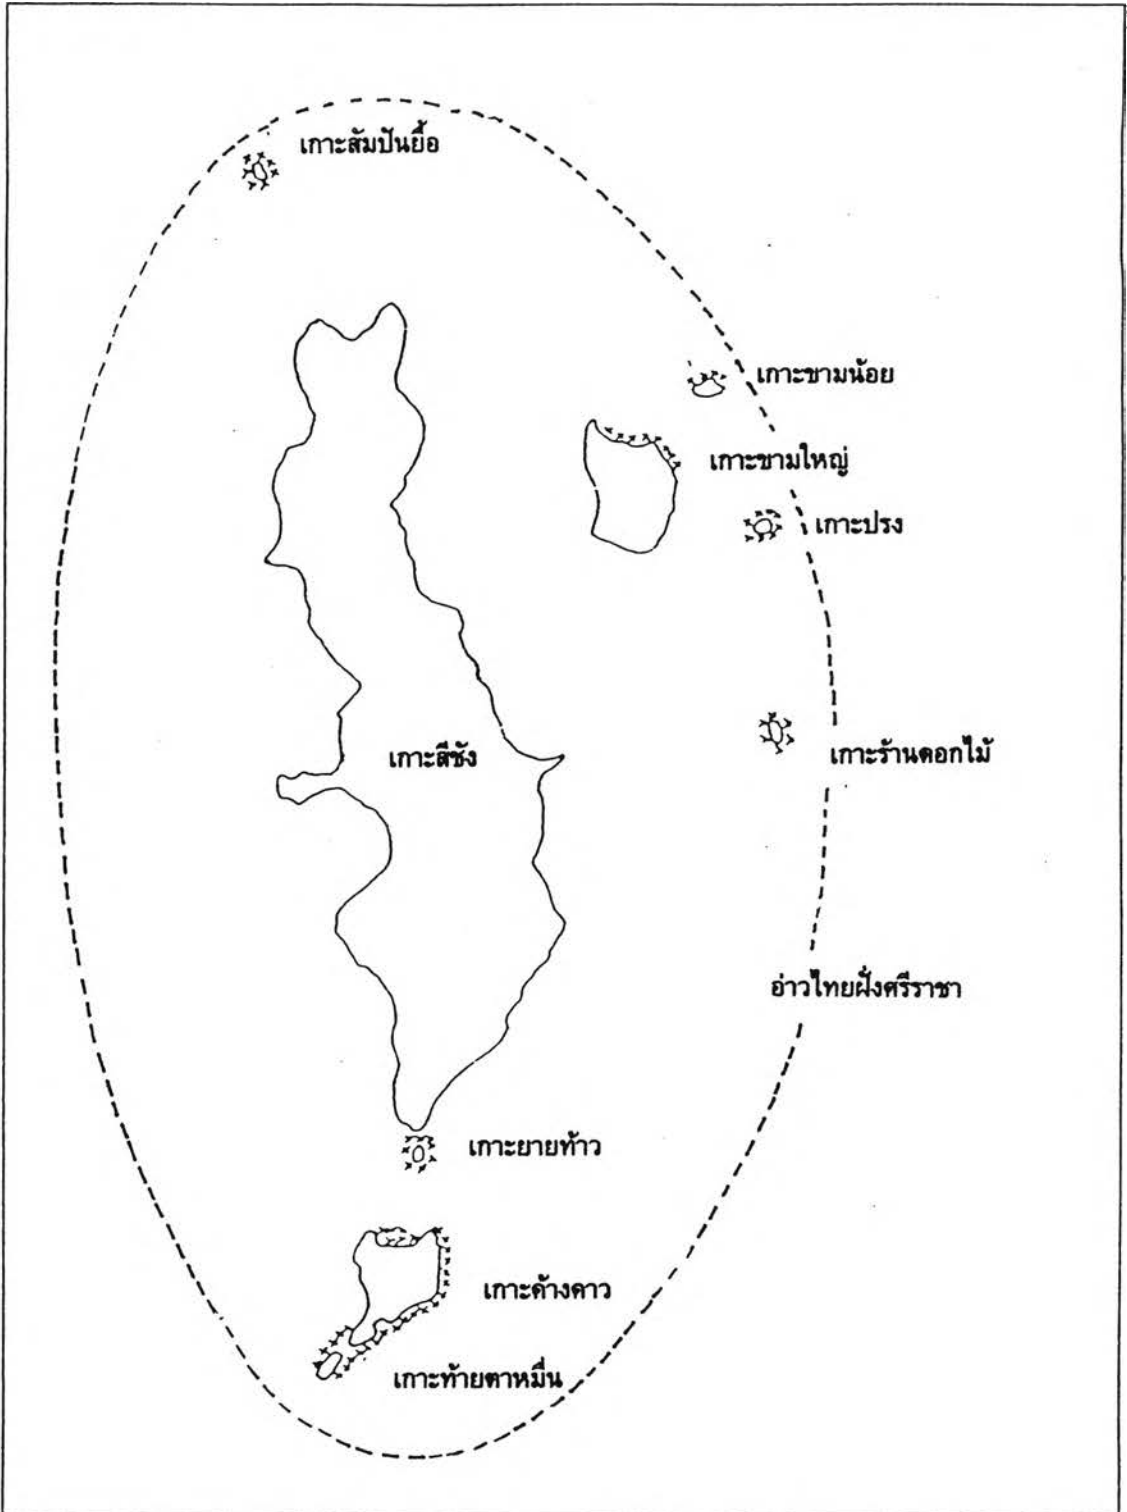 เกาะสัมปันยื้อ
เกาะขามน้อย
เกาะขามใหญ่
เกาะปรง
เกาะร้านดอกไม้
เกาะสีชัง
อ่าวไทยฝั่งศรีราชา
เกาะยายท้าว
เกาะค้างคาว
เกาะท้ายตาหมื่น